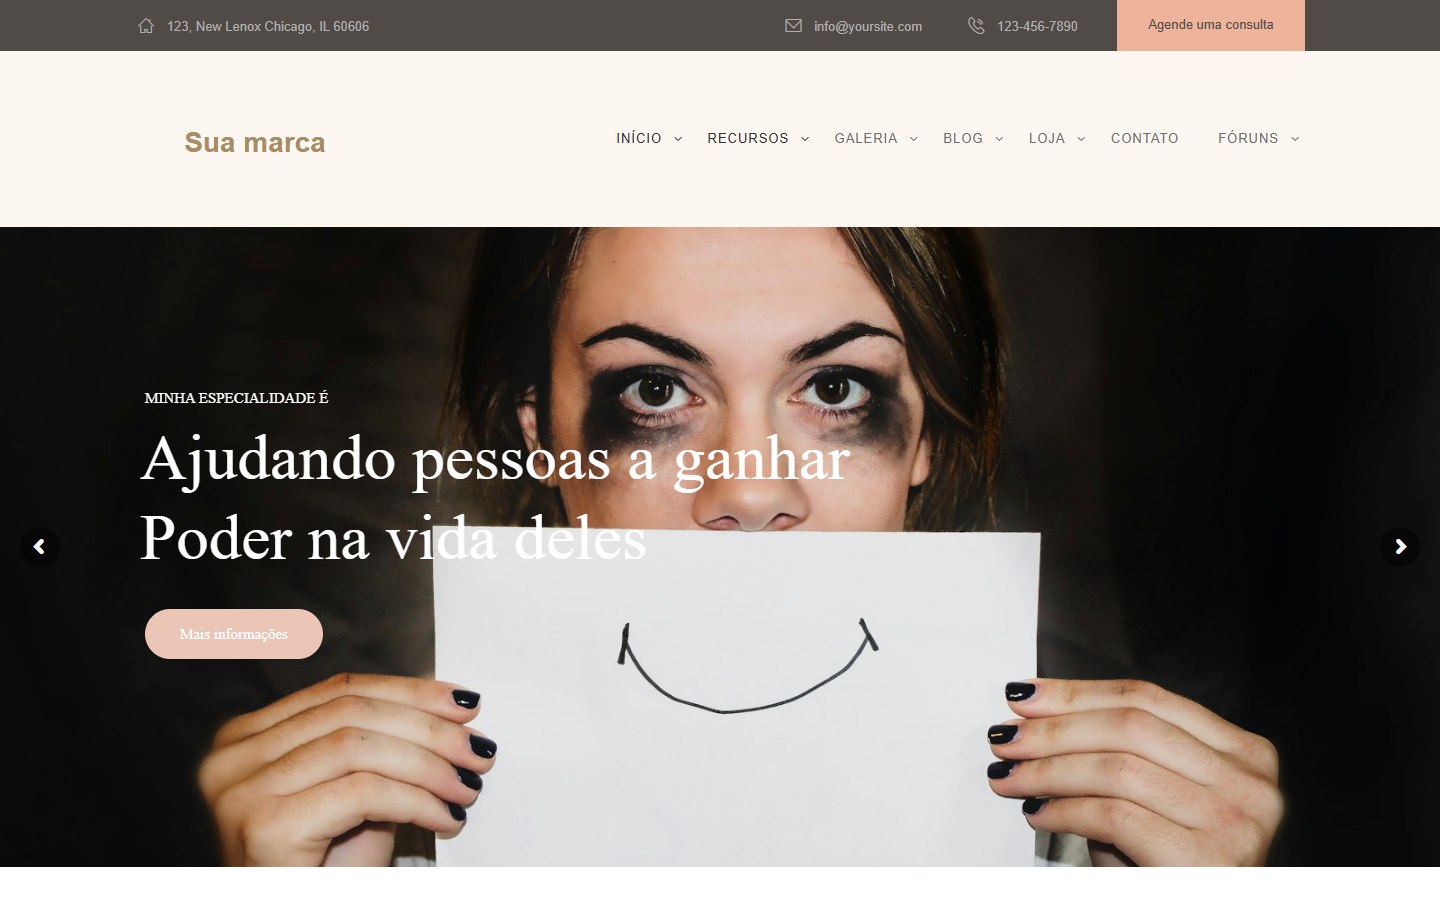 123, New Lenox Chicago, IL 60606
info@yoursite.com
123-456-7890
Agende uma consulta
Sua marca
INÍCIO
RECURSOS
GALERIA
BLOG
LOJA
CONTATO
FÓRUNS
MINHA ESPECIALIDADE É
Ajudando pessoas a ganhar
Poder na vida deles
Mais informações